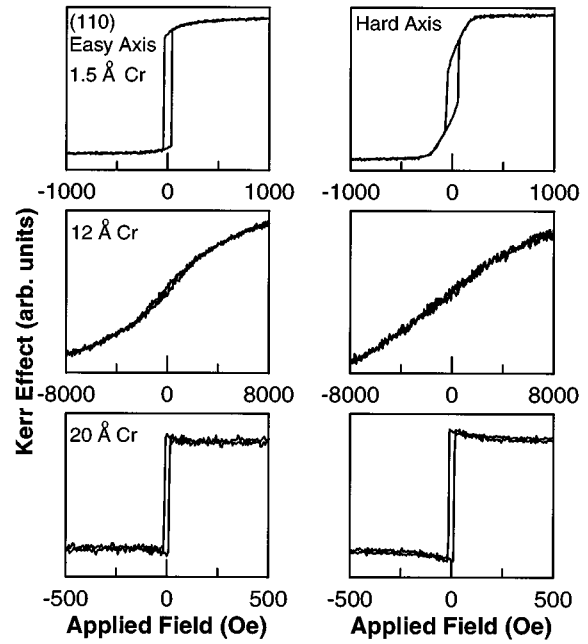 (110)
Easy Axis
1.5 Å Cr
Hard Axis
-1000 0 1000
-1000 0 1000
12 Å Cr
-8000 0 8000
-8000 0 8000
20 Å Cr
-500 0 500
-500 0 500
Applied Field (Oe)
Applied Field (Oe)
Kerr Effect (arb. units)